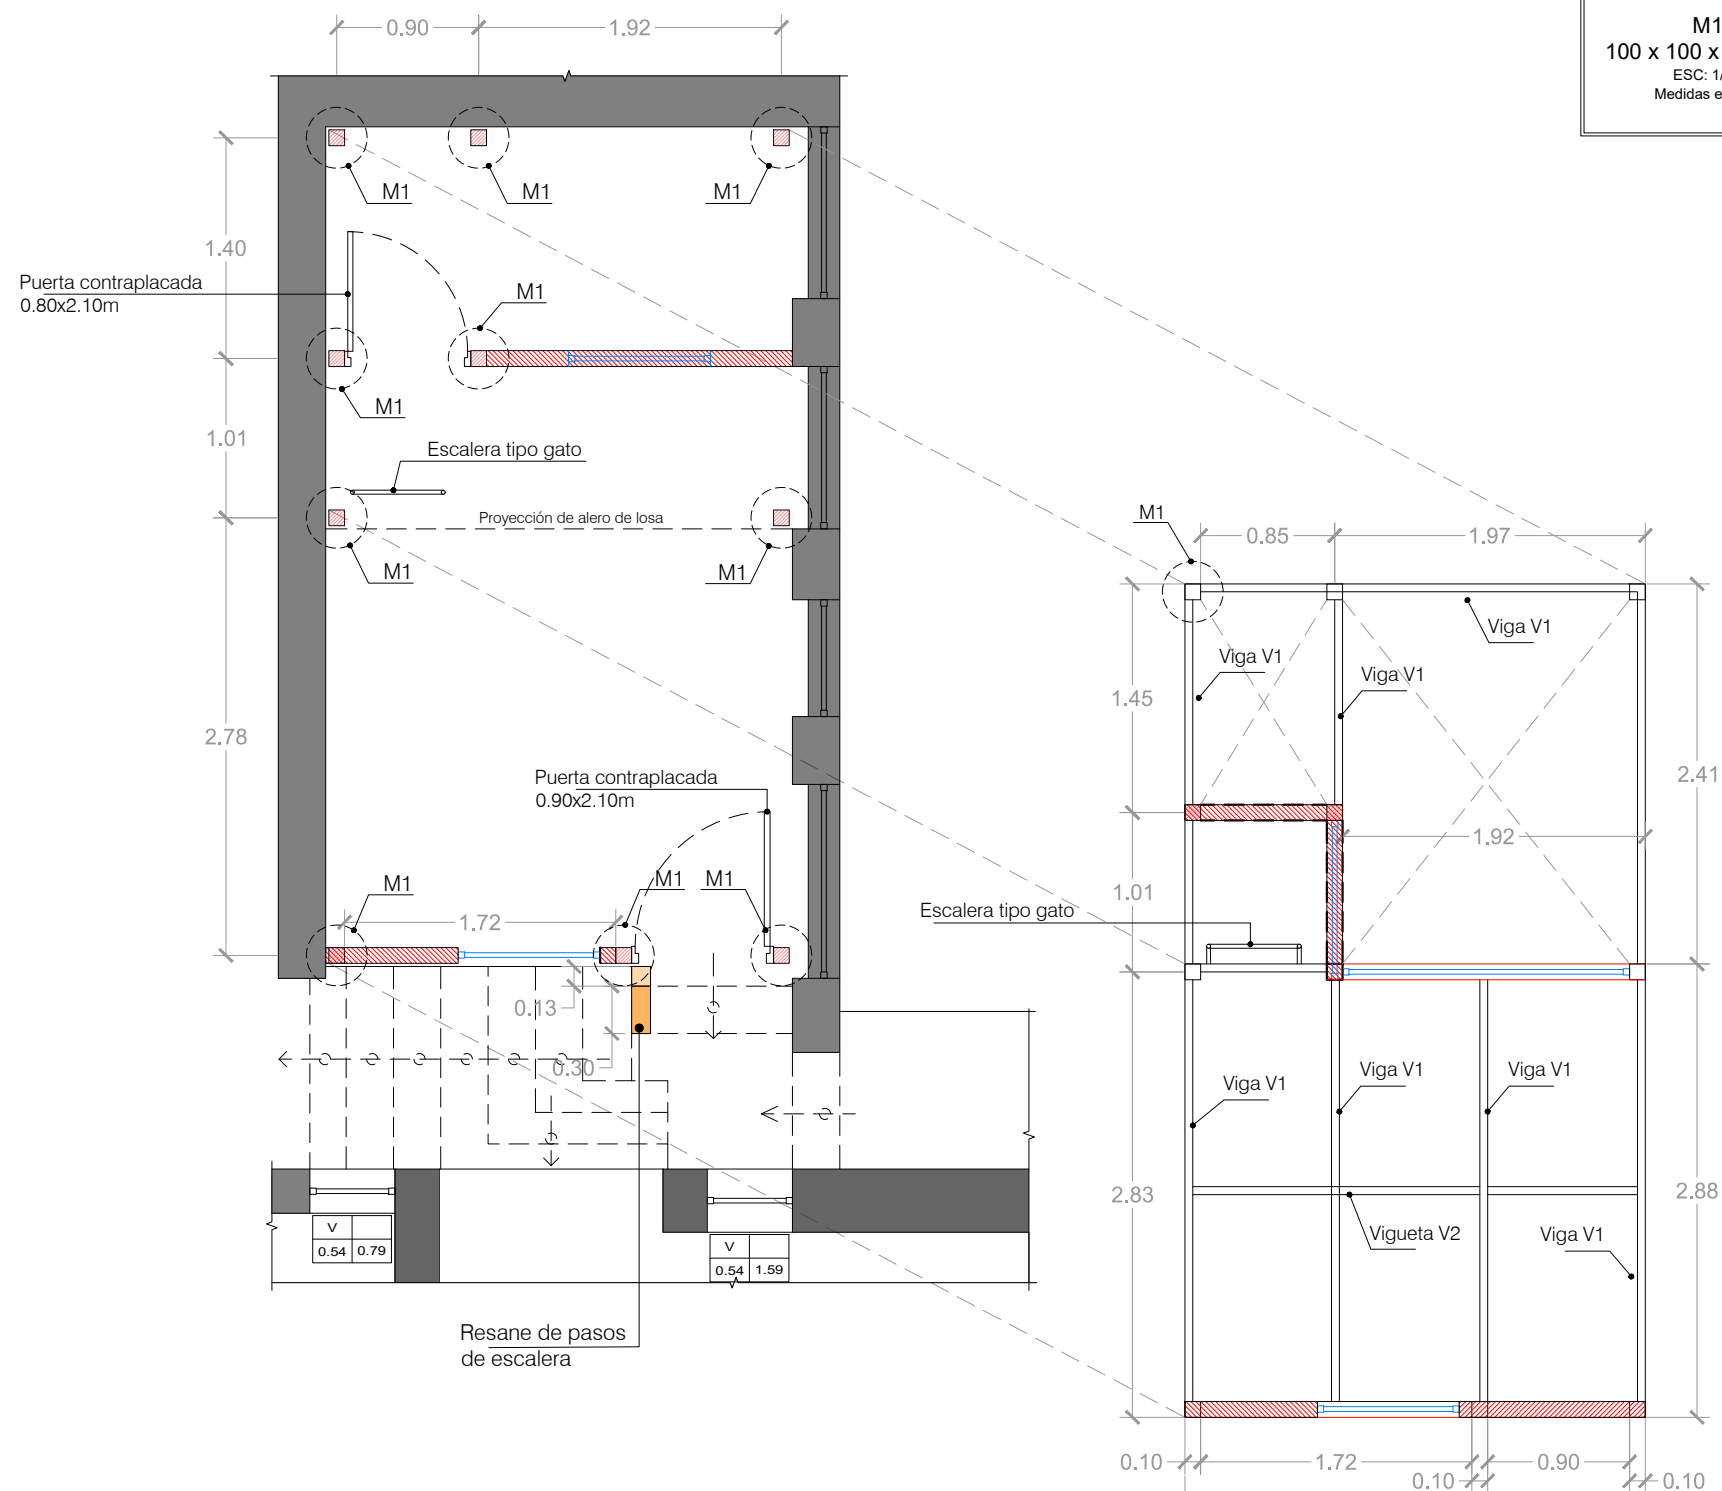 0.90
1.92
M1
100 x 100 x
ESC: 1/
Medidas e
M1
M1
M1
1.40
Puerta contraplacada
0.80x2.10m
M1
M1
1.01
Escalera tipo gato
Proyección de alero de losa
M1
M1
2.78
Puerta contraplacada
0.90x2.10m
M1
M1
M1
1.72
0.13
0.30
V
0.54
0.79
V
0.54
1.59
Resane de pasos
de escalera
M1
0.85
1.97
Viga V1
Viga V1
Viga V1
1.45
2.41
1.92
1.01
Escalera tipo gato
Viga V1
Viga V1
Viga V1
2.83
2.88
Vigueta V2
Viga V1
0.10
1.72
0.90
0.10
0.10